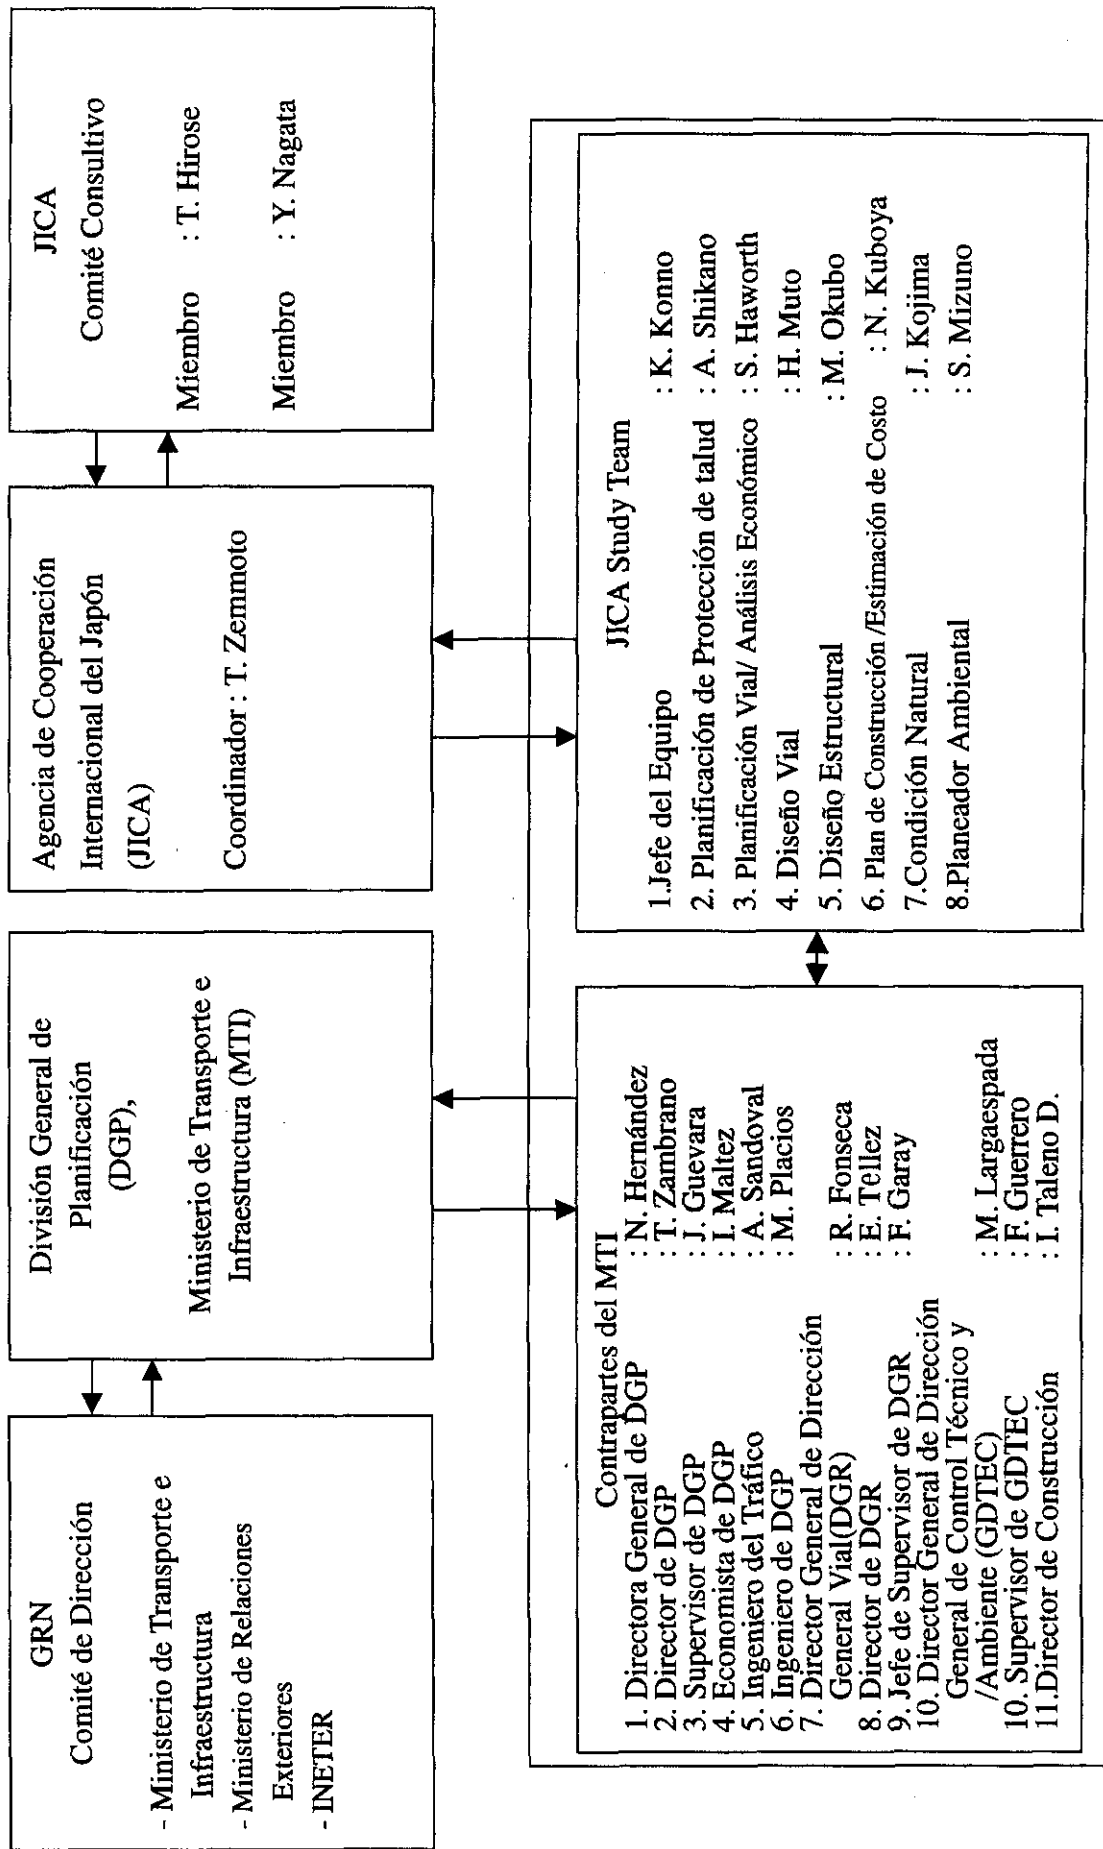 GRN
Comité de Dirección
- Ministerio de Transporte e
Infraestructura
- Ministerio de Relaciones
Exteriores
- INETER
División General de
Planificación
(DGP),
Ministerio de Transporte e
Infraestructura (MTI)
Agencia de Cooperación
Internacional del Japón
(JICA)
Coordinador : T. Zemmoto
JICA
Comité Consultivo
Miembro : T. Hirose
Miembro : Y. Nagata
Contrapartes del MTI
1. Directora General de DGP : N. Hernández
2. Director de DGP : T. Zambrano
3. Supervisor de DGP : J. Guevara
4. Economista de DGP : I. Maltez
5. Ingeniero del Tráfico : A. Sandoval
6. Ingeniero de DGP : M. Placios
7. Director General de Dirección
General Vial(DGR) : R. Fonseca
8. Director de DGR : E. Tellez
9. Jefe de Supervisor de DGR : F. Garay
10. Director General de Dirección
General de Control Técnico y
/Ambiente (GDTEC) : M. Largaespada
10. Supervisor de GDTEC : F. Guerrero
11.Director de Construcción : I. Taleno D.
JICA Study Team
1.Jefe del Equipo : K. Konno
2. Planificación de Protección de talud : A. Shikano
3. Planificación Vial/ Análisis Económico : S. Haworth
4. Diseño Vial : H. Muto
5. Diseño Estructural : M. Okubo
6. Plan de Construcción /Estimación de Costo : N. Kuboya
7.Condición Natural : J. Kojima
8.Planeador Ambiental : S. Mizuno